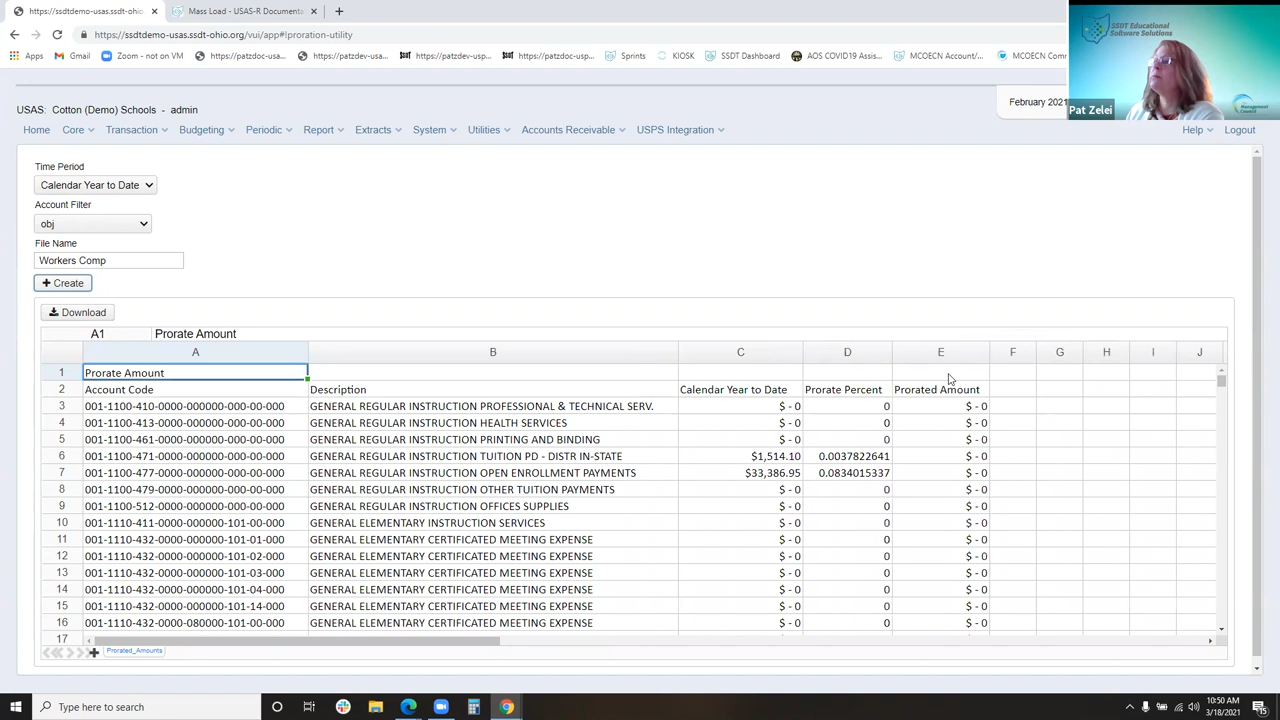 https://ssdtdemo-usas.ssdt-ohio.org
Mass Load - USAS-R Documenta
https://ssdtdemo-usas.ssdt-ohio.org/vui/app#!proration-utility
Apps
Gmail
Zoom - not on VM
https://patzdoc-usa...
https://patzdev-usa...
https://patzdev-usp...
https://patzdoc-usp...
Sprints
KIOSK
SSDT Dashboard
AOS COVID19 Assis...
MCOECN Account/...
MCOECN Com
SSDT Educational
Software Solutions
Pat Zelei
Management
Council
USAS: Cotton (Demo) Schools - admin
February 2021
Home Core Transaction Budgeting Periodic Report Extracts System Utilities Accounts Receivable USPS Integration Help Logout
Time Period
Calendar Year to Date
Account Filter
obj
File Name
Workers Comp
Create
Download
A1 Prorate Amount
A B C D E F G H I J
1 Prorate Amount
2 Account Code Description Calendar Year to Date Prorate Percent Prorated Amount
3 001-1100-410-0000-000000-000-00-000 GENERAL REGULAR INSTRUCTION PROFESSIONAL & TECHNICAL SERV. $ - 0 0 $ - 0
4 001-1100-413-0000-000000-000-00-000 GENERAL REGULAR INSTRUCTION HEALTH SERVICES $ - 0 0 $ - 0
5 001-1100-461-0000-000000-000-00-000 GENERAL REGULAR INSTRUCTION PRINTING AND BINDING $ - 0 0 $ - 0
6 001-1100-471-0000-000000-000-00-000 GENERAL REGULAR INSTRUCTION TUITION PD - DISTR IN-STATE $1,514.10 0.0037822641 $ - 0
7 001-1100-477-0000-000000-000-00-000 GENERAL REGULAR INSTRUCTION OPEN ENROLLMENT PAYMENTS $33,386.95 0.0834015337 $ - 0
8 001-1100-479-0000-000000-000-00-000 GENERAL REGULAR INSTRUCTION OTHER TUITION PAYMENTS $ - 0 0 $ - 0
9 001-1100-512-0000-000000-000-00-000 GENERAL REGULAR INSTRUCTION OFFICES SUPPLIES $ - 0 0 $ - 0
10 001-1110-411-0000-000000-101-00-000 GENERAL ELEMENTARY INSTRUCTION SERVICES $ - 0 0 $ - 0
11 001-1110-432-0000-000000-101-01-000 GENERAL ELEMENTARY CERTIFICATED MEETING EXPENSE $ - 0 0 $ - 0
12 001-1110-432-0000-000000-101-02-000 GENERAL ELEMENTARY CERTIFICATED MEETING EXPENSE $ - 0 0 $ - 0
13 001-1110-432-0000-000000-101-03-000 GENERAL ELEMENTARY CERTIFICATED MEETING EXPENSE $ - 0 0 $ - 0
14 001-1110-432-0000-000000-101-04-000 GENERAL ELEMENTARY CERTIFICATED MEETING EXPENSE $ - 0 0 $ - 0
15 001-1110-432-0000-000000-101-14-000 GENERAL ELEMENTARY CERTIFICATED MEETING EXPENSE $ - 0 0 $ - 0
16 001-1110-432-0000-080000-101-00-000 GENERAL ELEMENTARY CERTIFICATED MEETING EXPENSE $ - 0 0 $ - 0
17
Prorated_Amounts
Type here to search
10:50 AM
3/18/2021
15